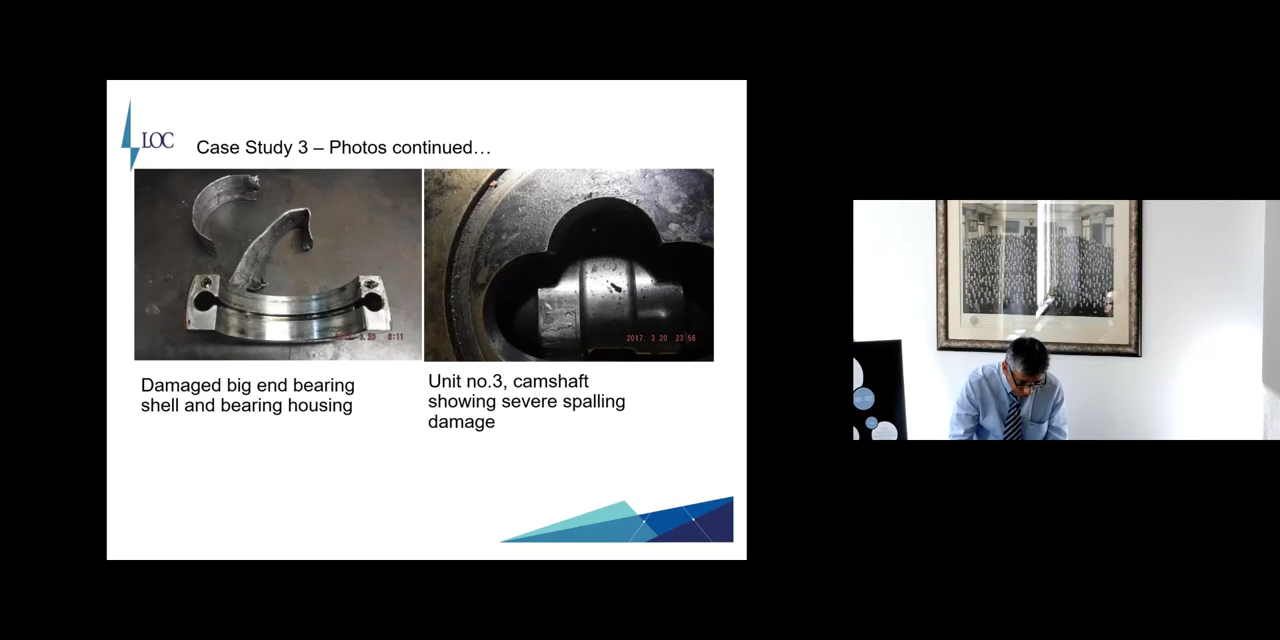 LOC
Case Study 3 – Photos continued…
2017. 3 20 23 56
Damaged big end bearing
shell and bearing housing
Unit no.3, camshaft
showing severe spalling
damage